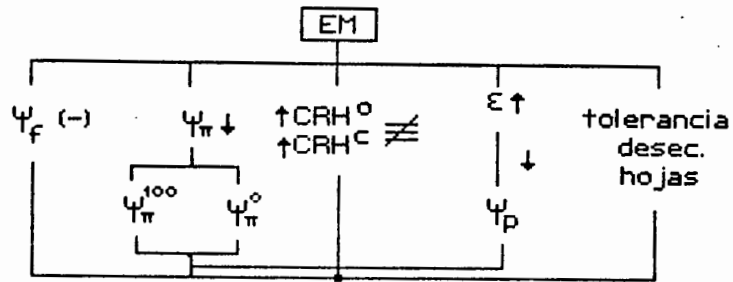 EM
Ψf (-)
Ψπ ↓
↑CRH°
↑CRHᶜ ≢
ε ↑
↓
Ψp
tolerancia
desec.
hojas
Ψπ¹⁰⁰
Ψπ°